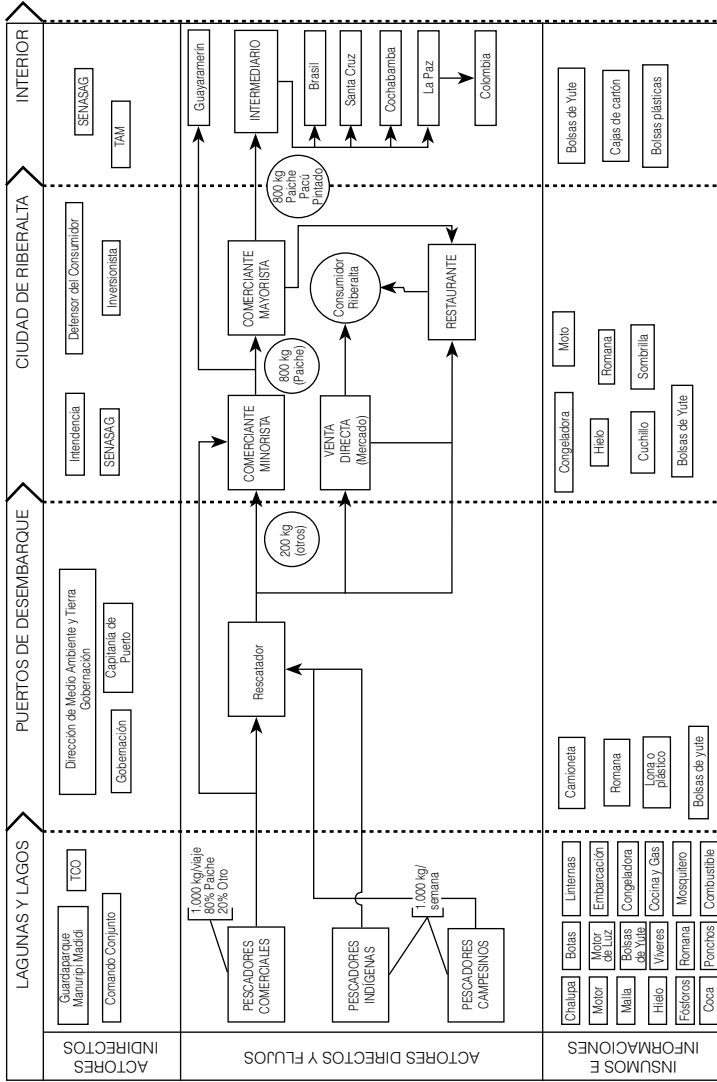 LAGUNAS Y LAGOS
PUERTOS DE DESEMBARQUE
CIUDAD DE RIBERALTA
INTERIOR
ACTORES
INDIRECTOS
Guardaparque
Manuripi Madidi
TCO
Comando Conjunto
Dirección de Medio Ambiente y Tierra
Gobernación
Gobernación
Capitanía de
Puerto
Intendencia
SENASAG
Defensor del Consumidor
Inversionista
SENASAG
TAM
ACTORES DIRECTOS Y FLUJOS
PESCADORES
COMERCIALES
1.000 kg/viaje
80% Paiche
20% Otro
PESCADORES
INDÍGENAS
1.000 kg/
semana
PESCADORES
CAMPESINOS
Rescatador
200 kg
(otros)
COMERCIANTE
MINORISTA
800 kg
(Paiche)
COMERCIANTE
MAYORISTA
800 kg
Paiche
Pacú
Pintado
VENTA
DIRECTA
(Mercado)
Consumidor
Riberalta
RESTAURANTE
Guayaramerín
INTERMEDIARIO
Brasil
Santa Cruz
Cochabamba
La Paz
Colombia
INSUMOS E
INFORMACIONES
Chalupa
Botas
Linternas
Motor
Motor
de Luz
Embarcación
Malla
Bolsas
de Yute
Congeladora
Hielo
Víveres
Cocina y Gas
Fósforos
Romana
Mosquitero
Coca
Ponchos
Combustible
Camioneta
Romana
Lona o
plástico
Bolsas de yute
Congeladora
Moto
Hielo
Romana
Cuchillo
Sombrilla
Bolsas de Yute
Bolsas de Yute
Cajas de cartón
Bolsas plásticas